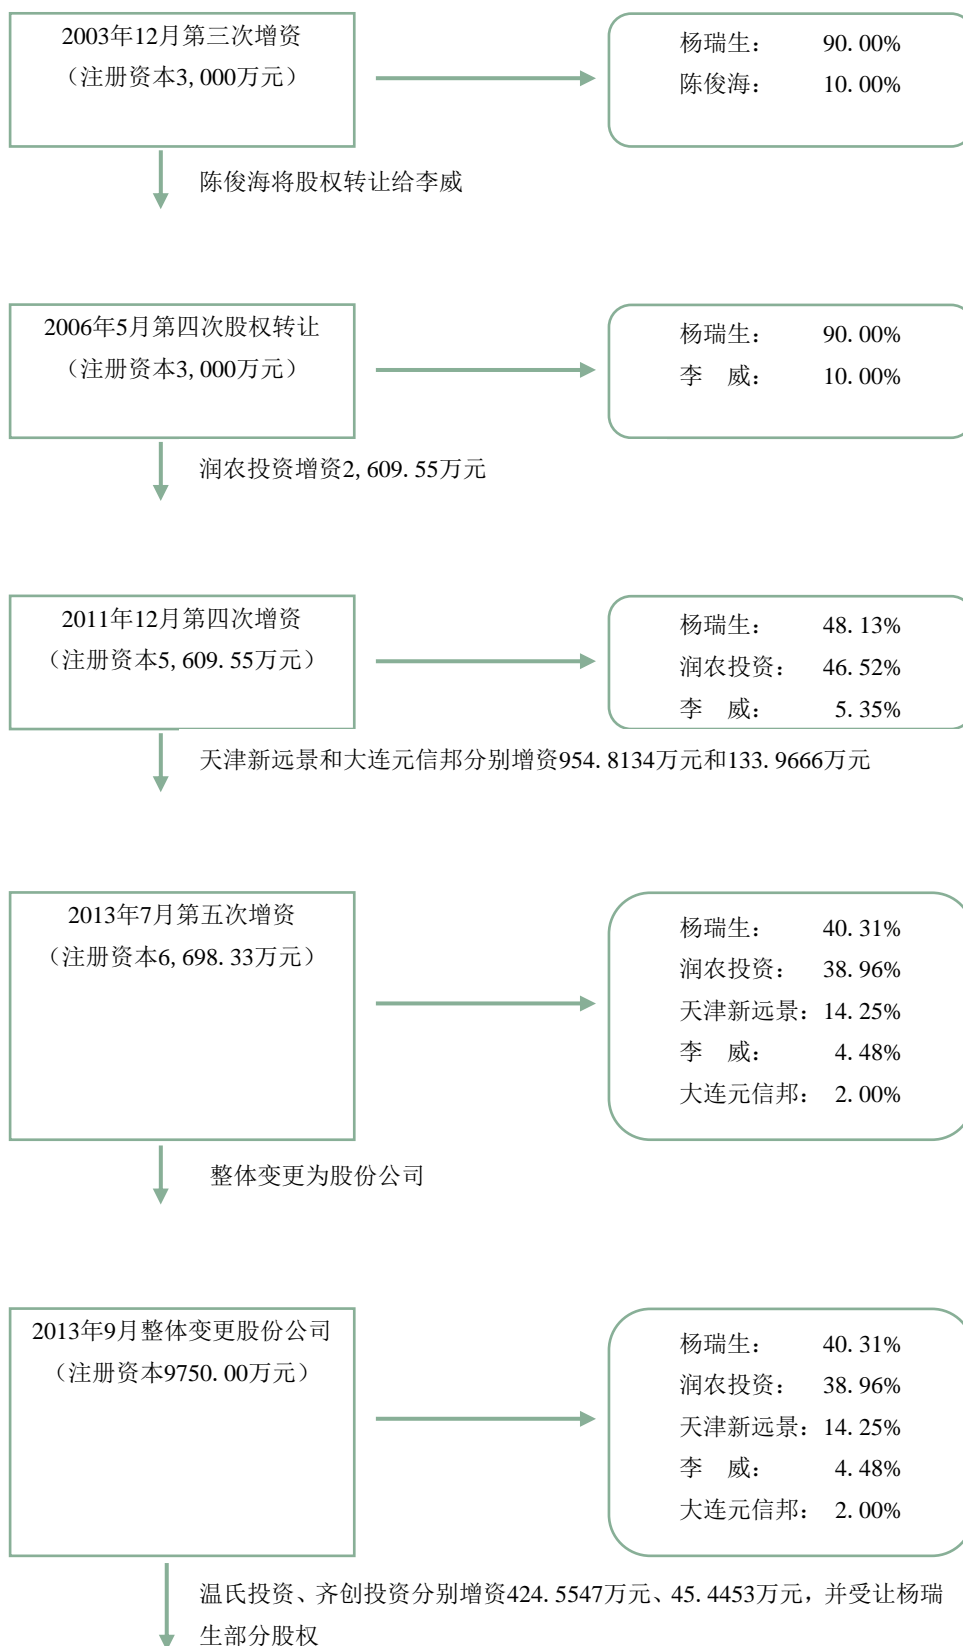 2003年12月第三次增资
（注册资本3,000万元）
杨瑞生： 90.00%
陈俊海： 10.00%
陈俊海将股权转让给李威
2006年5月第四次股权转让
（注册资本3,000万元）
杨瑞生： 90.00%
李　威： 10.00%
润农投资增资2,609.55万元
2011年12月第四次增资
（注册资本5,609.55万元）
杨瑞生： 48.13%
润农投资： 46.52%
李　威： 5.35%
天津新远景和大连元信邦分别增资954.8134万元和133.9666万元
2013年7月第五次增资
（注册资本6,698.33万元）
杨瑞生： 40.31%
润农投资： 38.96%
天津新远景：14.25%
李　威： 4.48%
大连元信邦： 2.00%
整体变更为股份公司
2013年9月整体变更股份公司
（注册资本9750.00万元）
杨瑞生： 40.31%
润农投资： 38.96%
天津新远景：14.25%
李　威： 4.48%
大连元信邦： 2.00%
温氏投资、齐创投资分别增资424.5547万元、45.4453万元，并受让杨瑞
生部分股权